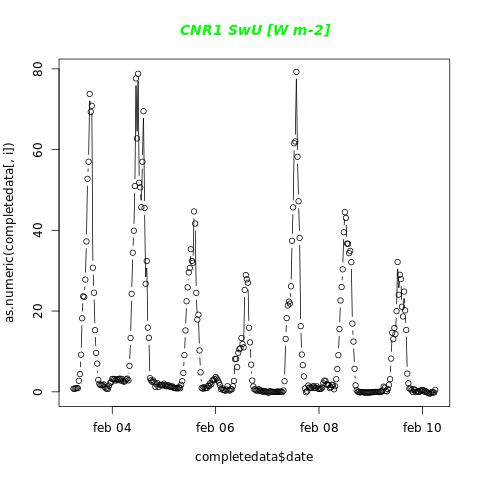 CNR1 SwU [W m-2]
as.numeric(completedata[, i])
80
60
40
20
0
feb 04 feb 06 feb 08 feb 10
completedata$date